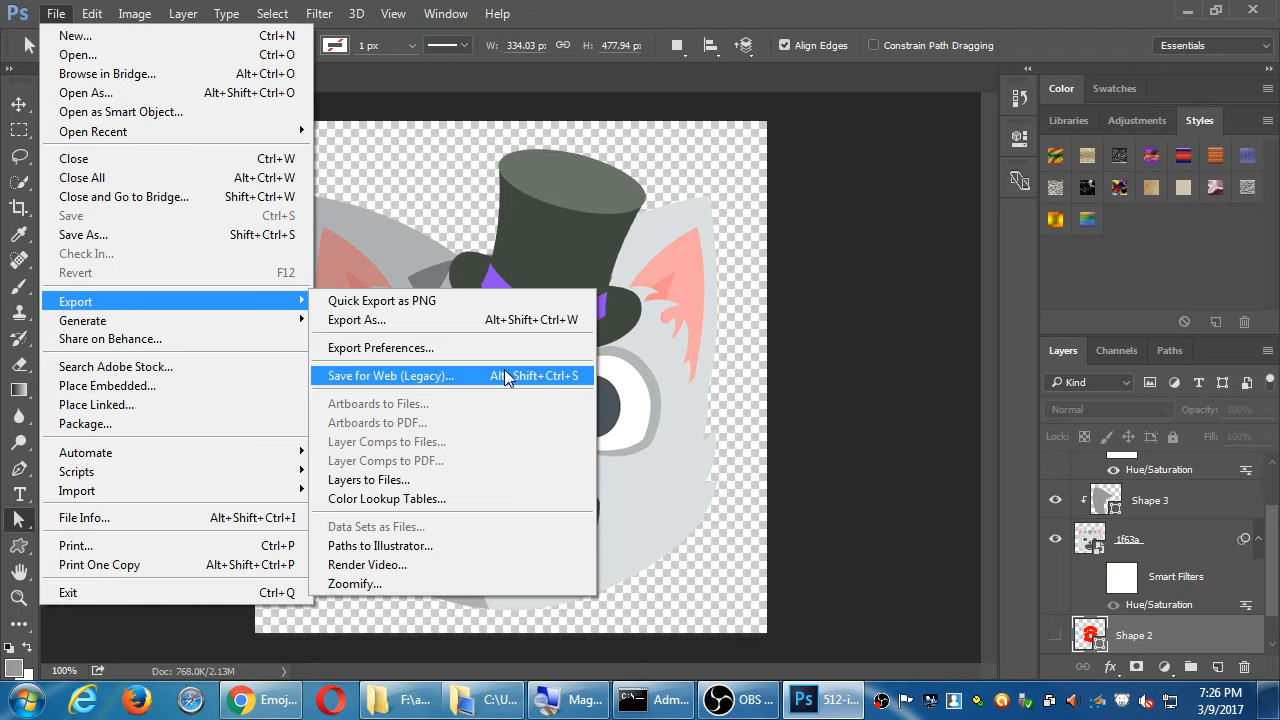 Ps File Edit Image Layer Type Select Filter 3D View Window Help
1 px W: 334.03 px H: 477.94 px Align Edges Constrain Path Dragging Essentials
New... Ctrl+N
Open... Ctrl+O
Browse in Bridge... Alt+Ctrl+O
Open As... Alt+Shift+Ctrl+O
Open as Smart Object...
Open Recent
Close Ctrl+W
Close All Alt+Ctrl+W
Close and Go to Bridge... Shift+Ctrl+W
Save Ctrl+S
Save As... Shift+Ctrl+S
Check In...
Revert F12
Export
Generate
Share on Behance...
Search Adobe Stock...
Place Embedded...
Place Linked...
Package...
Automate
Scripts
Import
File Info... Alt+Shift+Ctrl+I
Print... Ctrl+P
Print One Copy Alt+Shift+Ctrl+P
Exit Ctrl+Q
Quick Export as PNG
Export As... Alt+Shift+Ctrl+W
Export Preferences...
Save for Web (Legacy)... Alt+Shift+Ctrl+S
Artboards to Files...
Artboards to PDF...
Layer Comps to Files...
Layer Comps to PDF...
Layers to Files...
Color Lookup Tables...
Data Sets as Files...
Paths to Illustrator...
Render Video...
Zoomify...
Color Swatches
Libraries Adjustments Styles
Layers Channels Paths
Kind
Normal Opacity: 100%
Lock: Fill: 100%
Hue/Saturation
Shape 3
1f63a
Smart Filters
Hue/Saturation
Shape 2
fx
100% Doc: 768.0K/2.13M
Emoj... F:\a... C:\U... Mag... Adm... OBS ... Ps 512-i...
7:26 PM
3/9/2017